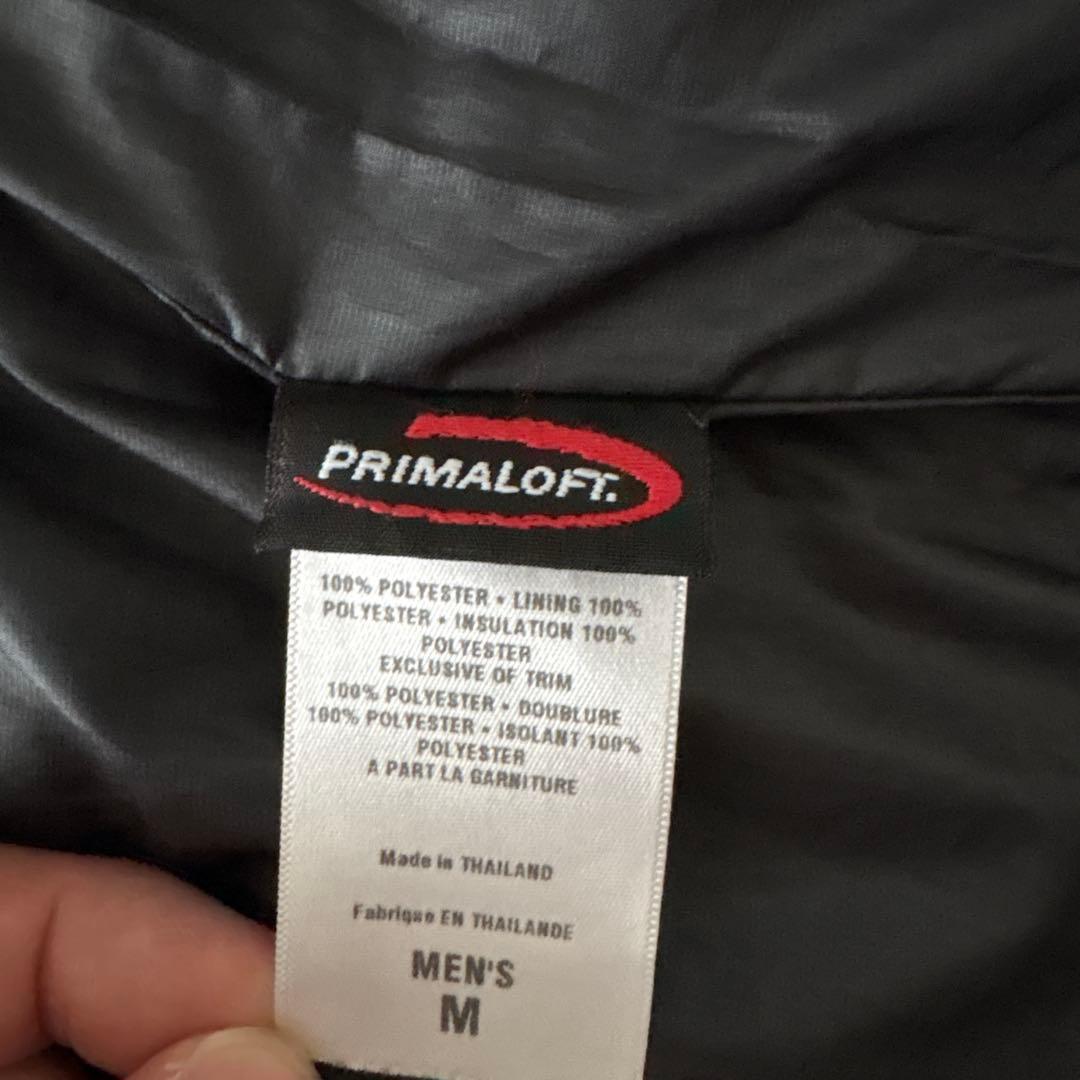 PRIMALOFT.
100% POLYESTER • LINING 100%
POLYESTER • INSULATION 100%
POLYESTER
EXCLUSIVE OF TRIM
100% POLYESTER • DOUBLURE
100% POLYESTER • ISOLANT 100%
POLYESTER
A PART LA GARNITURE
Made in THAILAND
Fabrique EN THAILANDE
MEN'S
M